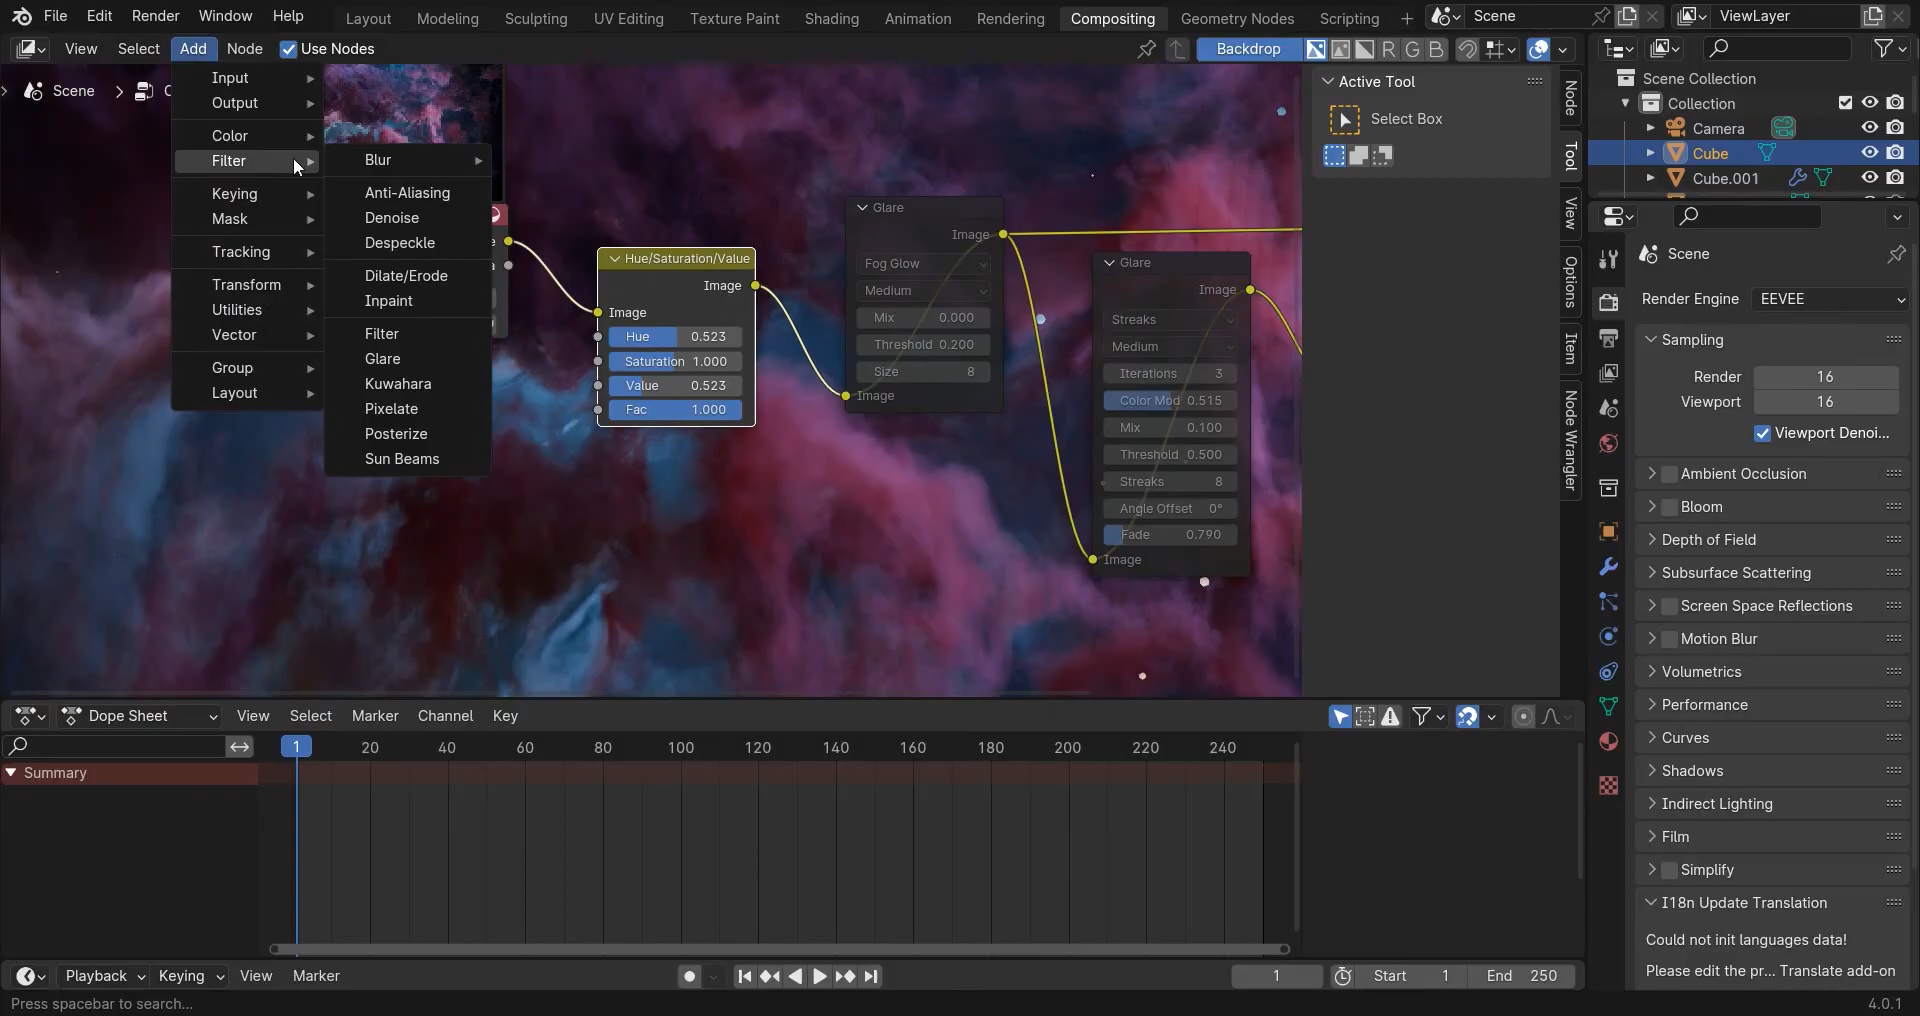 File Edit Render Window Help
Layout Modeling Sculpting UV Editing Texture Paint Shading Animation Rendering Compositing Geometry Nodes Scripting
Scene
ViewLayer
View Select Add Node Use Nodes
Backdrop
R G B
Scene
Input
Output
Color
Filter
Keying
Mask
Tracking
Transform
Utilities
Vector
Group
Layout
Blur
Anti-Aliasing
Denoise
Despeckle
Dilate/Erode
Inpaint
Filter
Glare
Kuwahara
Pixelate
Posterize
Sun Beams
Hue/Saturation/Value
Image
Image
Hue 0.523
Saturation 1.000
Value 0.523
Fac 1.000
Glare
Image
Fog Glow
Medium
Mix 0.000
Threshold 0.200
Size 8
Image
Glare
Image
Streaks
Medium
Iterations 3
Color Mod 0.515
Mix 0.100
Threshold 0.500
Streaks 8
Angle Offset 0°
Fade 0.790
Image
Active Tool
Select Box
Node
Tool
View
Options
Item
Node Wrangler
Scene Collection
Collection
Camera
Cube
Cube.001
Scene
Render Engine EEVEE
Sampling
Render 16
Viewport 16
Viewport Denoi...
Ambient Occlusion
Bloom
Depth of Field
Subsurface Scattering
Screen Space Reflections
Motion Blur
Volumetrics
Performance
Curves
Shadows
Indirect Lighting
Film
Simplify
I18n Update Translation
Could not init languages data!
Please edit the pr... Translate add-on
Dope Sheet View Select Marker Channel Key
1 20 40 60 80 100 120 140 160 180 200 220 240
Summary
Playback Keying View Marker
1 Start 1 End 250
Press spacebar to search...
4.0.1